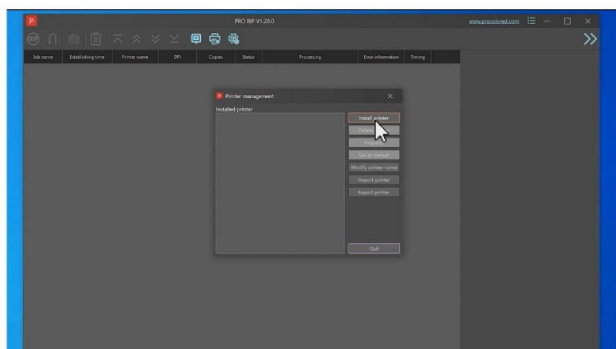 PRO RIP V1.20.0
www.procolored.com
RIP
Job name Establishing time Printer name DPI Copies Status Processing Error information Timing
Printer management
Installed printer
Install printer
Set as default
Modify printer name
Import printer
Export printer
Quit